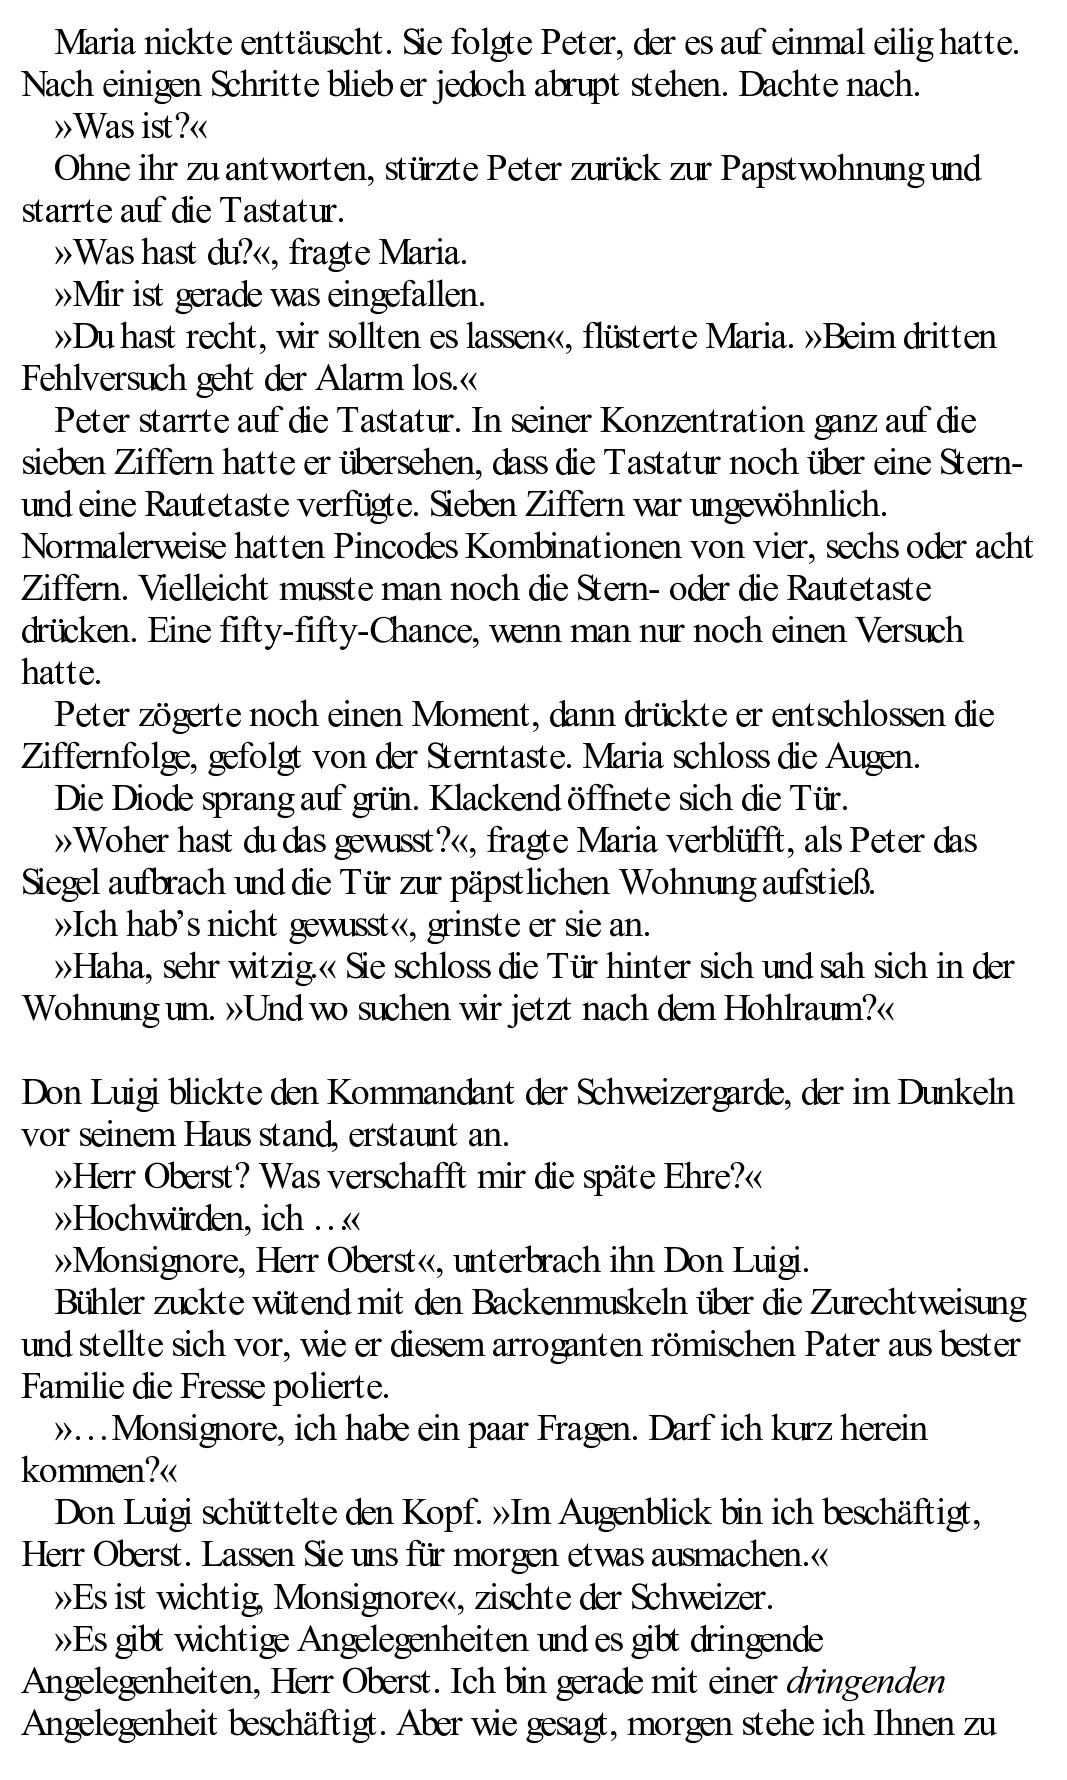 Maria nickte enttäuscht. Sie folgte Peter, der es auf einmal eilig hatte.
Nach einigen Schritte blieb er jedoch abrupt stehen. Dachte nach.
»Was ist?«
Ohne ihr zu antworten, stürzte Peter zurück zur Papstwohnung und
starrte auf die Tastatur.
»Was hast du?«, fragte Maria.
»Mir ist gerade was eingefallen.
»Du hast recht, wir sollten es lassen«, flüsterte Maria. »Beim dritten
Fehlversuch geht der Alarm los.«
Peter starrte auf die Tastatur. In seiner Konzentration ganz auf die
sieben Ziffern hatte er übersehen, dass die Tastatur noch über eine Stern-
und eine Rautetaste verfügte. Sieben Ziffern war ungewöhnlich.
Normalerweise hatten Pincodes Kombinationen von vier, sechs oder acht
Ziffern. Vielleicht musste man noch die Stern- oder die Rautetaste
drücken. Eine fifty-fifty-Chance, wenn man nur noch einen Versuch
hatte.
Peter zögerte noch einen Moment, dann drückte er entschlossen die
Ziffernfolge, gefolgt von der Sterntaste. Maria schloss die Augen.
Die Diode sprang auf grün. Klackend öffnete sich die Tür.
»Woher hast du das gewusst?«, fragte Maria verblüfft, als Peter das
Siegel aufbrach und die Tür zur päpstlichen Wohnung aufstieß.
»Ich hab’s nicht gewusst«, grinste er sie an.
»Haha, sehr witzig.« Sie schloss die Tür hinter sich und sah sich in der
Wohnung um. »Und wo suchen wir jetzt nach dem Hohlraum?«
Don Luigi blickte den Kommandant der Schweizergarde, der im Dunkeln
vor seinem Haus stand, erstaunt an.
»Herr Oberst? Was verschafft mir die späte Ehre?«
»Hochwürden, ich …«
»Monsignore, Herr Oberst«, unterbrach ihn Don Luigi.
Bühler zuckte wütend mit den Backenmuskeln über die Zurechtweisung
und stellte sich vor, wie er diesem arroganten römischen Pater aus bester
Familie die Fresse polierte.
»…Monsignore, ich habe ein paar Fragen. Darf ich kurz herein
kommen?«
Don Luigi schüttelte den Kopf. »Im Augenblick bin ich beschäftigt,
Herr Oberst. Lassen Sie uns für morgen etwas ausmachen.«
»Es ist wichtig, Monsignore«, zischte der Schweizer.
»Es gibt wichtige Angelegenheiten und es gibt dringende
Angelegenheiten, Herr Oberst. Ich bin gerade mit einer dringenden
Angelegenheit beschäftigt. Aber wie gesagt, morgen stehe ich Ihnen zu